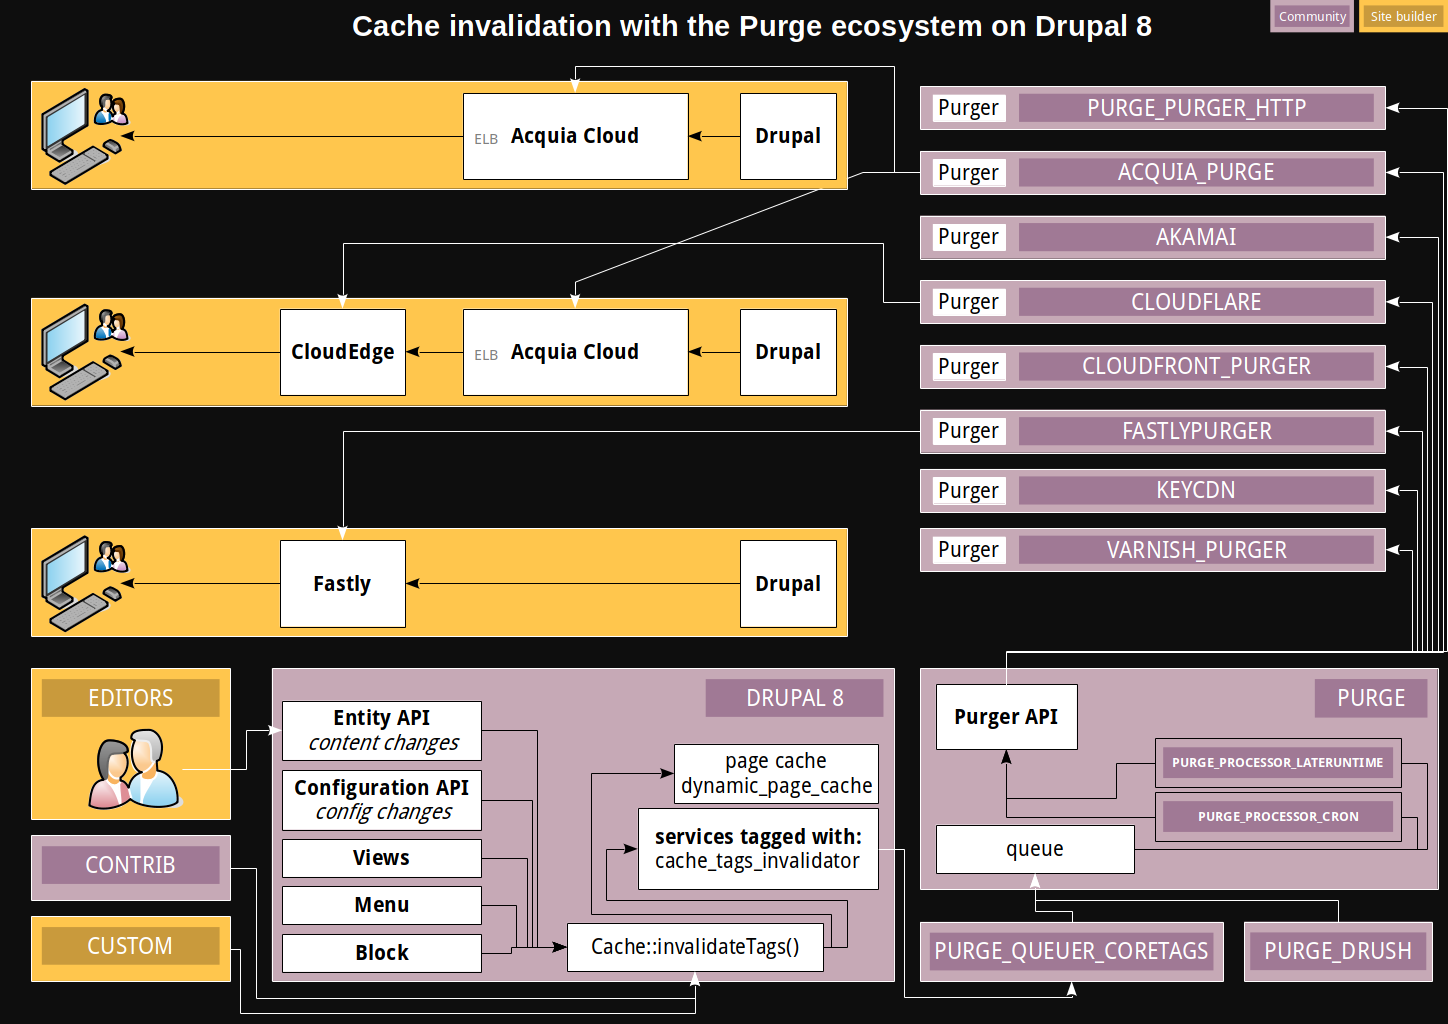 Cache invalidation with the Purge ecosystem on Drupal 8
Community
Site builder
ELB Acquia Cloud
Drupal
CloudEdge
ELB Acquia Cloud
Drupal
Fastly
Drupal
Purger PURGE_PURGER_HTTP
Purger ACQUIA_PURGE
Purger AKAMAI
Purger CLOUDFLARE
Purger CLOUDFRONT_PURGER
Purger FASTLYPURGER
Purger KEYCDN
Purger VARNISH_PURGER
EDITORS
CONTRIB
CUSTOM
DRUPAL 8
Entity API
content changes
Configuration API
config changes
Views
Menu
Block
page cache
dynamic_page_cache
services tagged with:
cache_tags_invalidator
Cache::invalidateTags()
PURGE
Purger API
PURGE_PROCESSOR_LATERUNTIME
PURGE_PROCESSOR_CRON
queue
PURGE_QUEUER_CORETAGS
PURGE_DRUSH